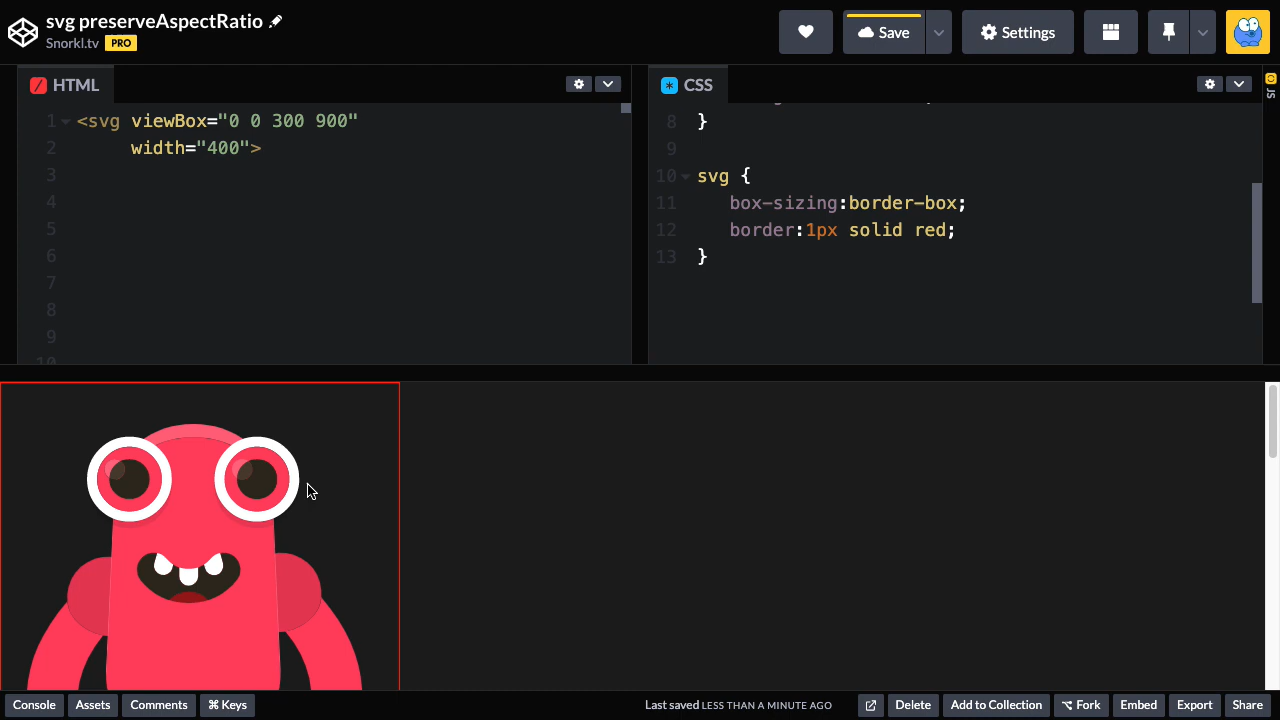 svg preserveAspectRatio
Snorkl.tv PRO
Save
Settings
HTML
CSS
JS
1 <svg viewBox="0 0 300 900"
2 width="400">
3
4
5
6
7
8
9
10
8 }
9
10 svg {
11 box-sizing:border-box;
12 border:1px solid red;
13 }
Console
Assets
Comments
⌘ Keys
Last saved LESS THAN A MINUTE AGO
Delete
Add to Collection
⌥ Fork
Embed
Export
Share